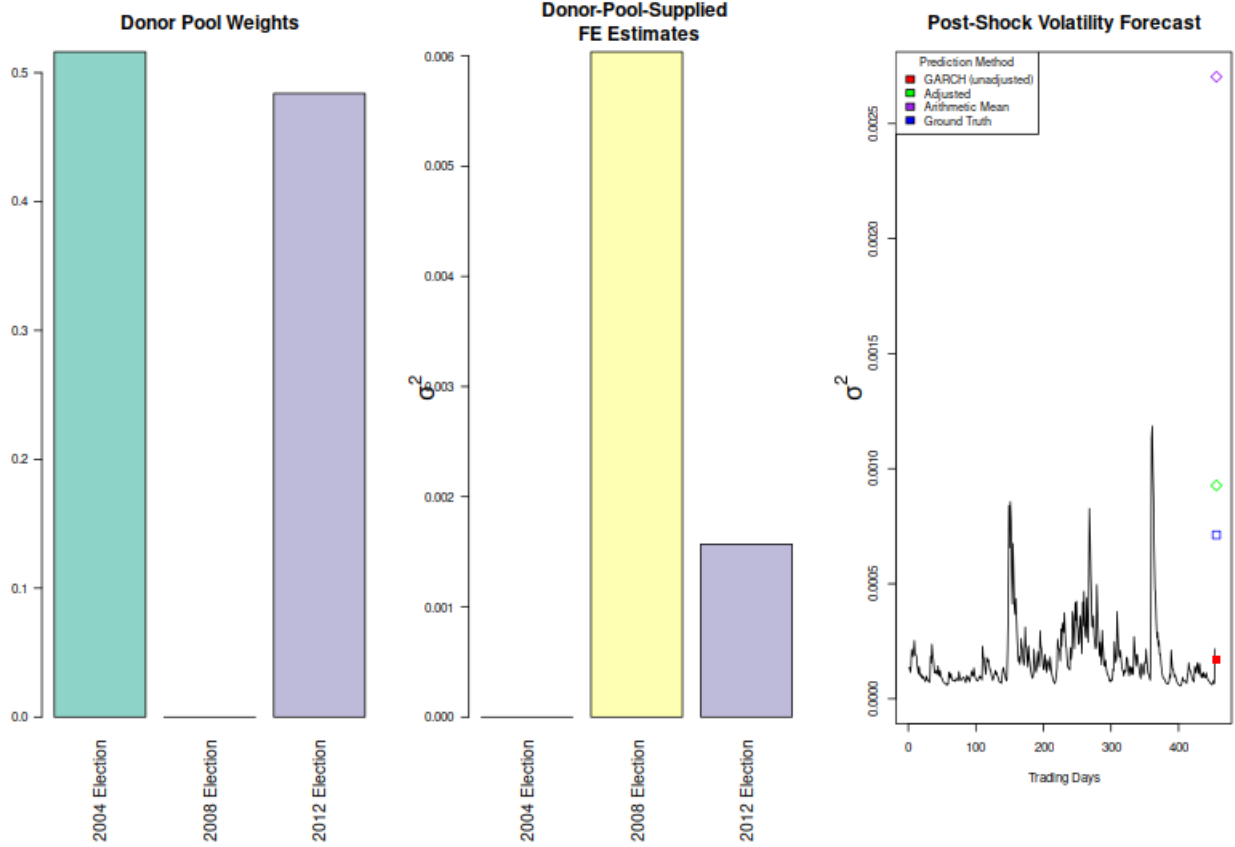 Donor Pool Weights
0.5
0.4
0.3
0.2
0.1
0.0
2004 Election
2008 Election
2012 Election
Donor-Pool-Supplied
FE Estimates
σ²
0.006
0.005
0.004
0.003
0.002
0.001
0.000
2004 Election
2008 Election
2012 Election
Post-Shock Volatility Forecast
σ²
Prediction Method
GARCH (unadjusted)
Adjusted
Arithmetic Mean
Ground Truth
0.0025
0.0020
0.0015
0.0010
0.0005
0.0000
0
100
200
300
400
Trading Days